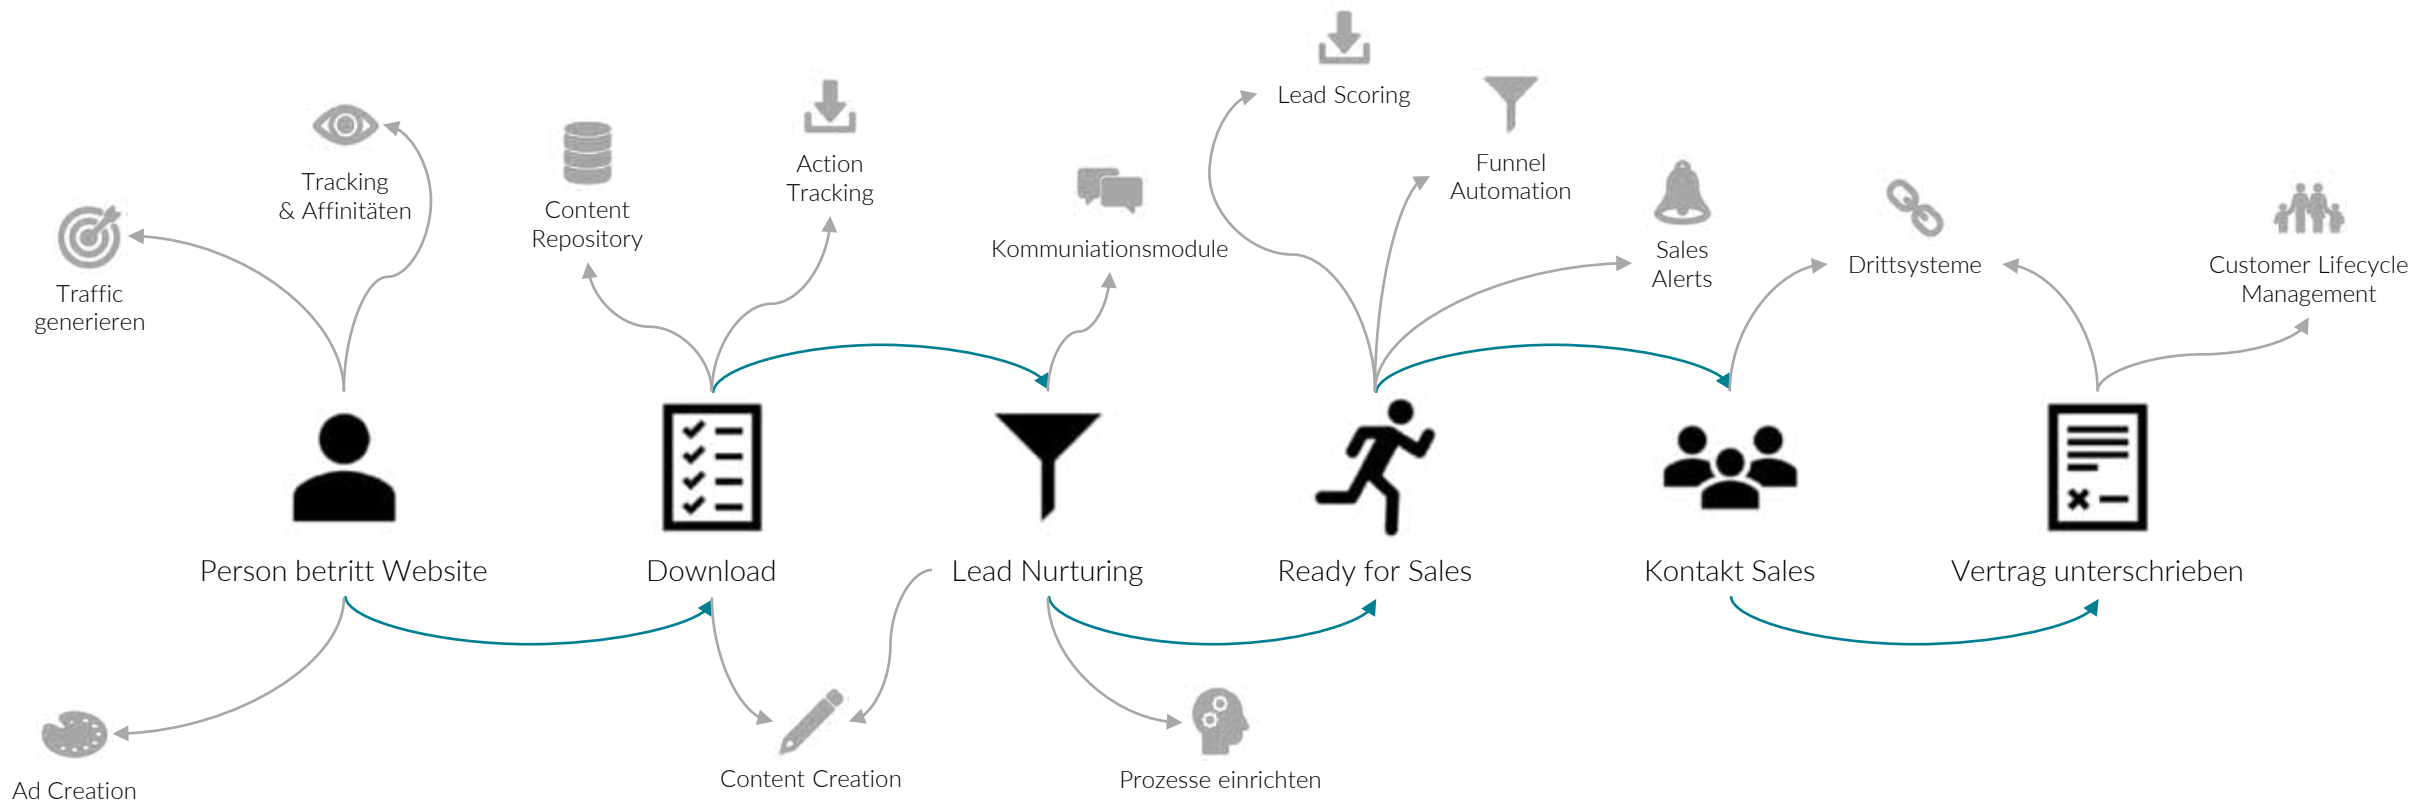 Lead Scoring
Funnel
Automation
Action
Tracking
Tracking
& Affinitäten
Content
Repository
Kommuniationsmodule
Sales
Alerts
Drittsysteme
Customer Lifecycle
Management
Traffic
generieren
Person betritt Website
Download
Lead Nurturing
Ready for Sales
Kontakt Sales
Vertrag unterschrieben
Ad Creation
Content Creation
Prozesse einrichten